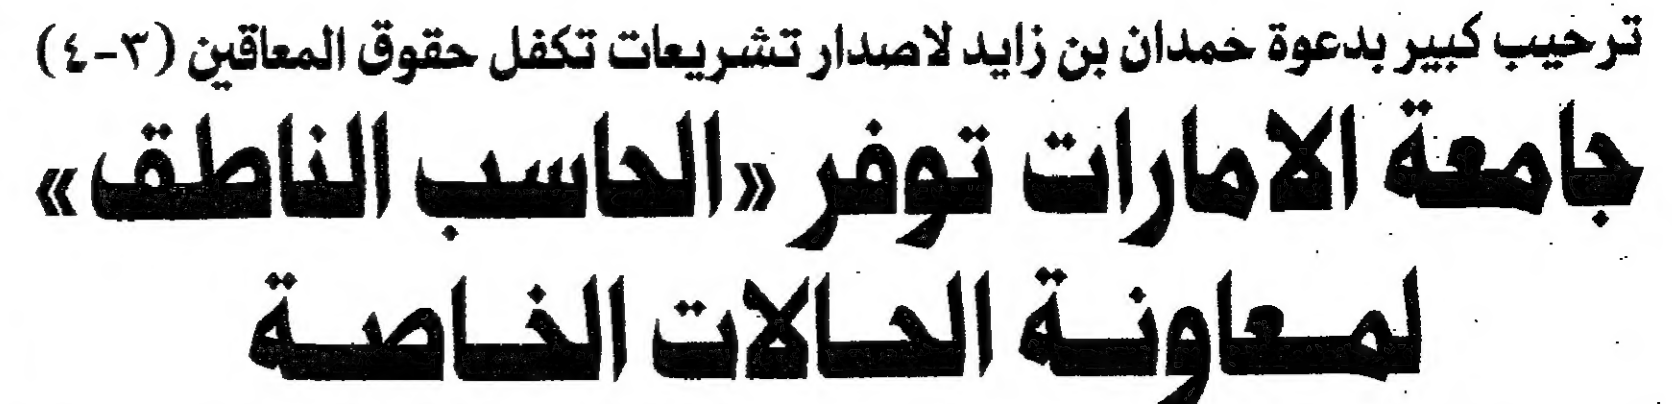 ترحيب كبير بدعوة حمدان بن زايد لاصدار تشريعات تكفل حقوق المعاقين (٣-٤)
جامعة الامارات توفر «الحاسب الناطق»
لمعاونة الحالات الخاصة